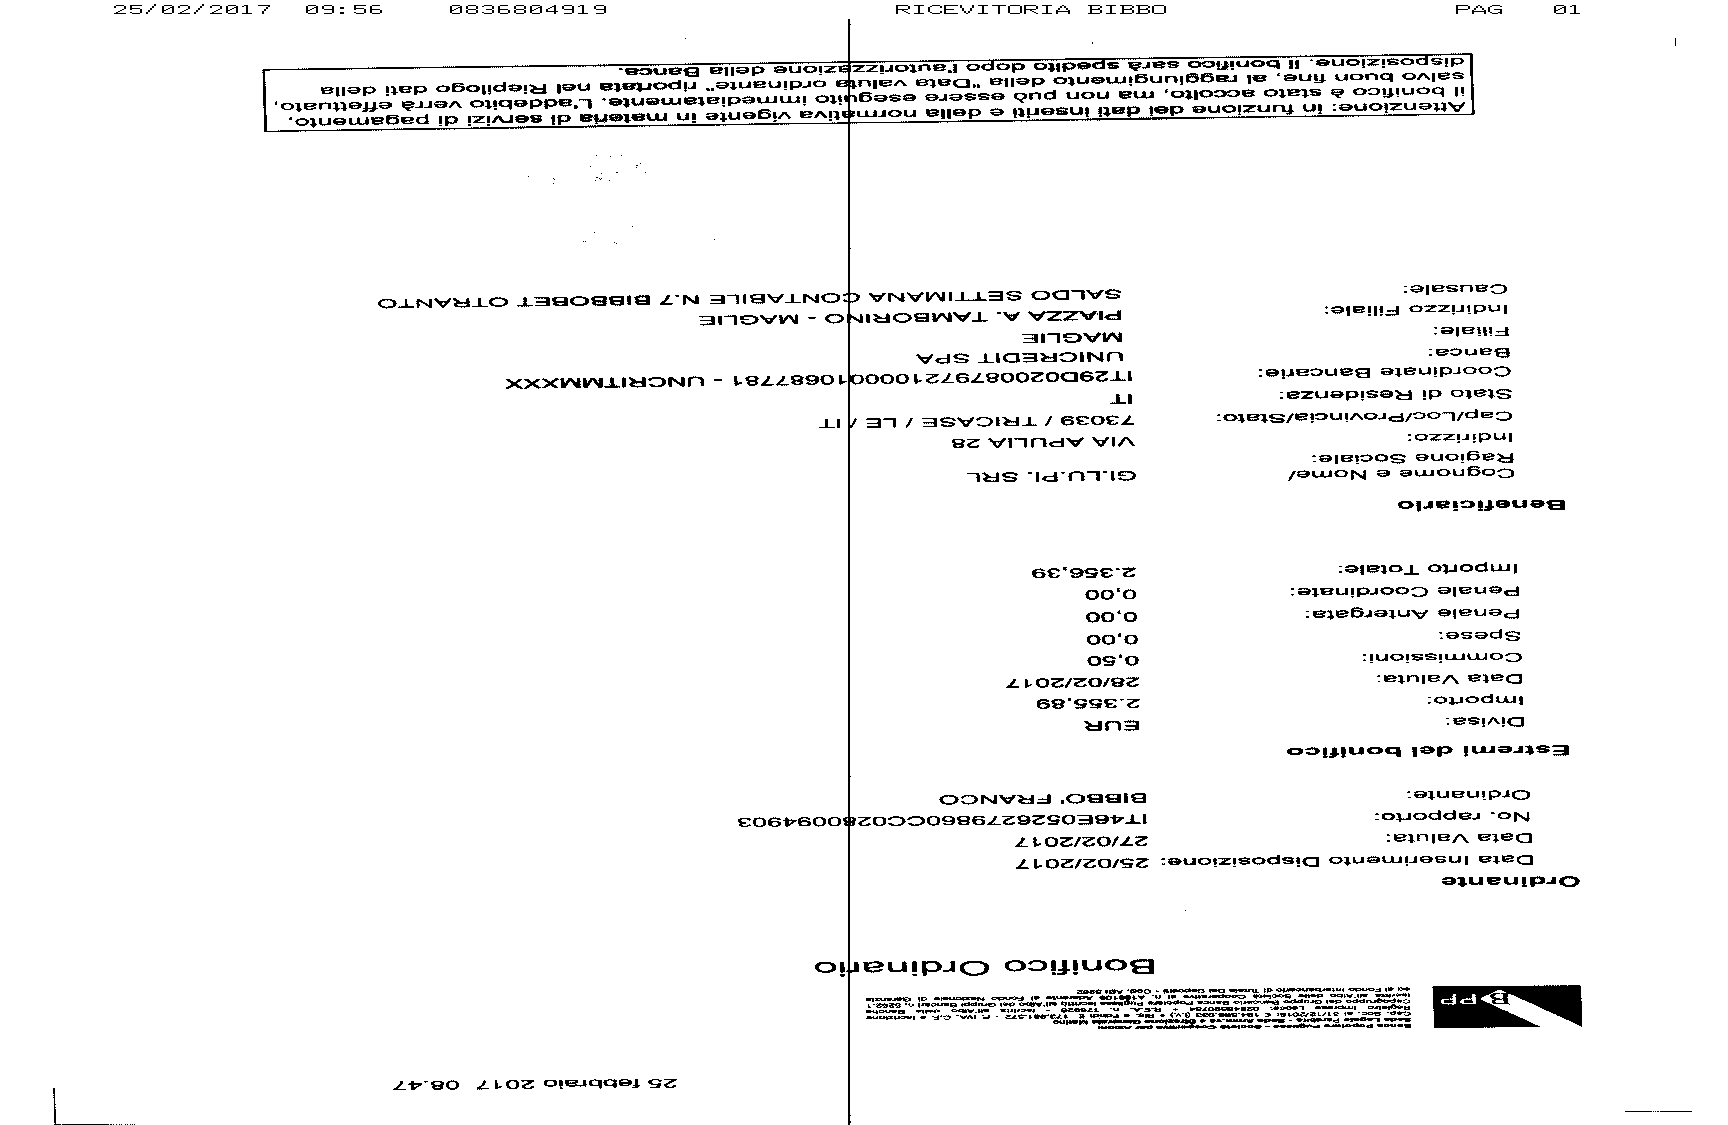 25/02/2017 09:56 0836804919 RICEVITORIA BIBBO PAG 01
25 febbraio 2017 08.47
BPP
Banca Popolare Pugliese - Società Cooperativa per Azioni
Bonifico Ordinario
Ordinante
Data Inserimento Disposizione: 25/02/2017
Data Valuta: 27/02/2017
No. rapporto: IT46E0526279860CC0280094903
Ordinante: BIBBO' FRANCO
Estremi del bonifico
Divisa: EUR
Importo: 2.355,89
Data Valuta: 28/02/2017
Commissioni: 0,50
Spese: 0,00
Penale Antergata: 0,00
Penale Coordinate: 0,00
Importo Totale: 2.356,39
Beneficiario
Cognome e Nome/ GI.LU.PI. SRL
Ragione Sociale:
Indirizzo: VIA APULIA 28
Cap/Loc/Provincia/Stato: 73039 / TRICASE / LE / IT
Stato di Residenza: IT
Coordinate Bancarie: IT29D0200879721000010687781 - UNCRITMMXXX
Banca: UNICREDIT SPA
Filiale: MAGLIE
Indirizzo Filiale: PIAZZA A. TAMBORINO - MAGLIE
Causale: SALDO SETTIMANA CONTABILE N.7 BIBBOBET OTRANTO
Attenzione: in funzione dei dati inseriti e della normativa vigente in materia di servizi di pagamento,
il bonifico è stato accolto, ma non può essere eseguito immediatamente. L'addebito verrà effettuato,
salvo buon fine, al raggiungimento della "Data valuta ordinante" riportata nel Riepilogo dati della
disposizione. Il bonifico sarà spedito dopo l'autorizzazione della Banca.